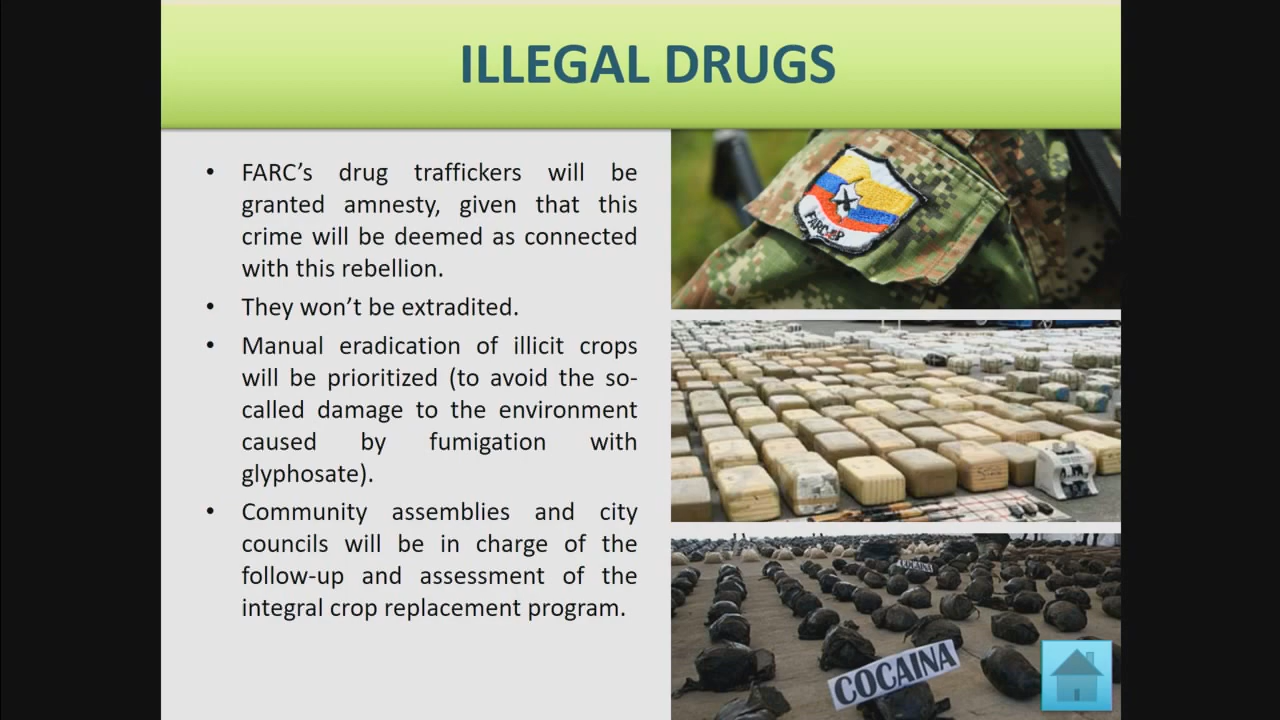 ILLEGAL DRUGS
• FARC’s drug traffickers will be
granted amnesty, given that this
crime will be deemed as connected
with this rebellion.
• They won’t be extradited.
• Manual eradication of illicit crops
will be prioritized (to avoid the so-
called damage to the environment
caused by fumigation with
glyphosate).
• Community assemblies and city
councils will be in charge of the
follow-up and assessment of the
integral crop replacement program.
FARC-EP
COCAINA
COCAINA